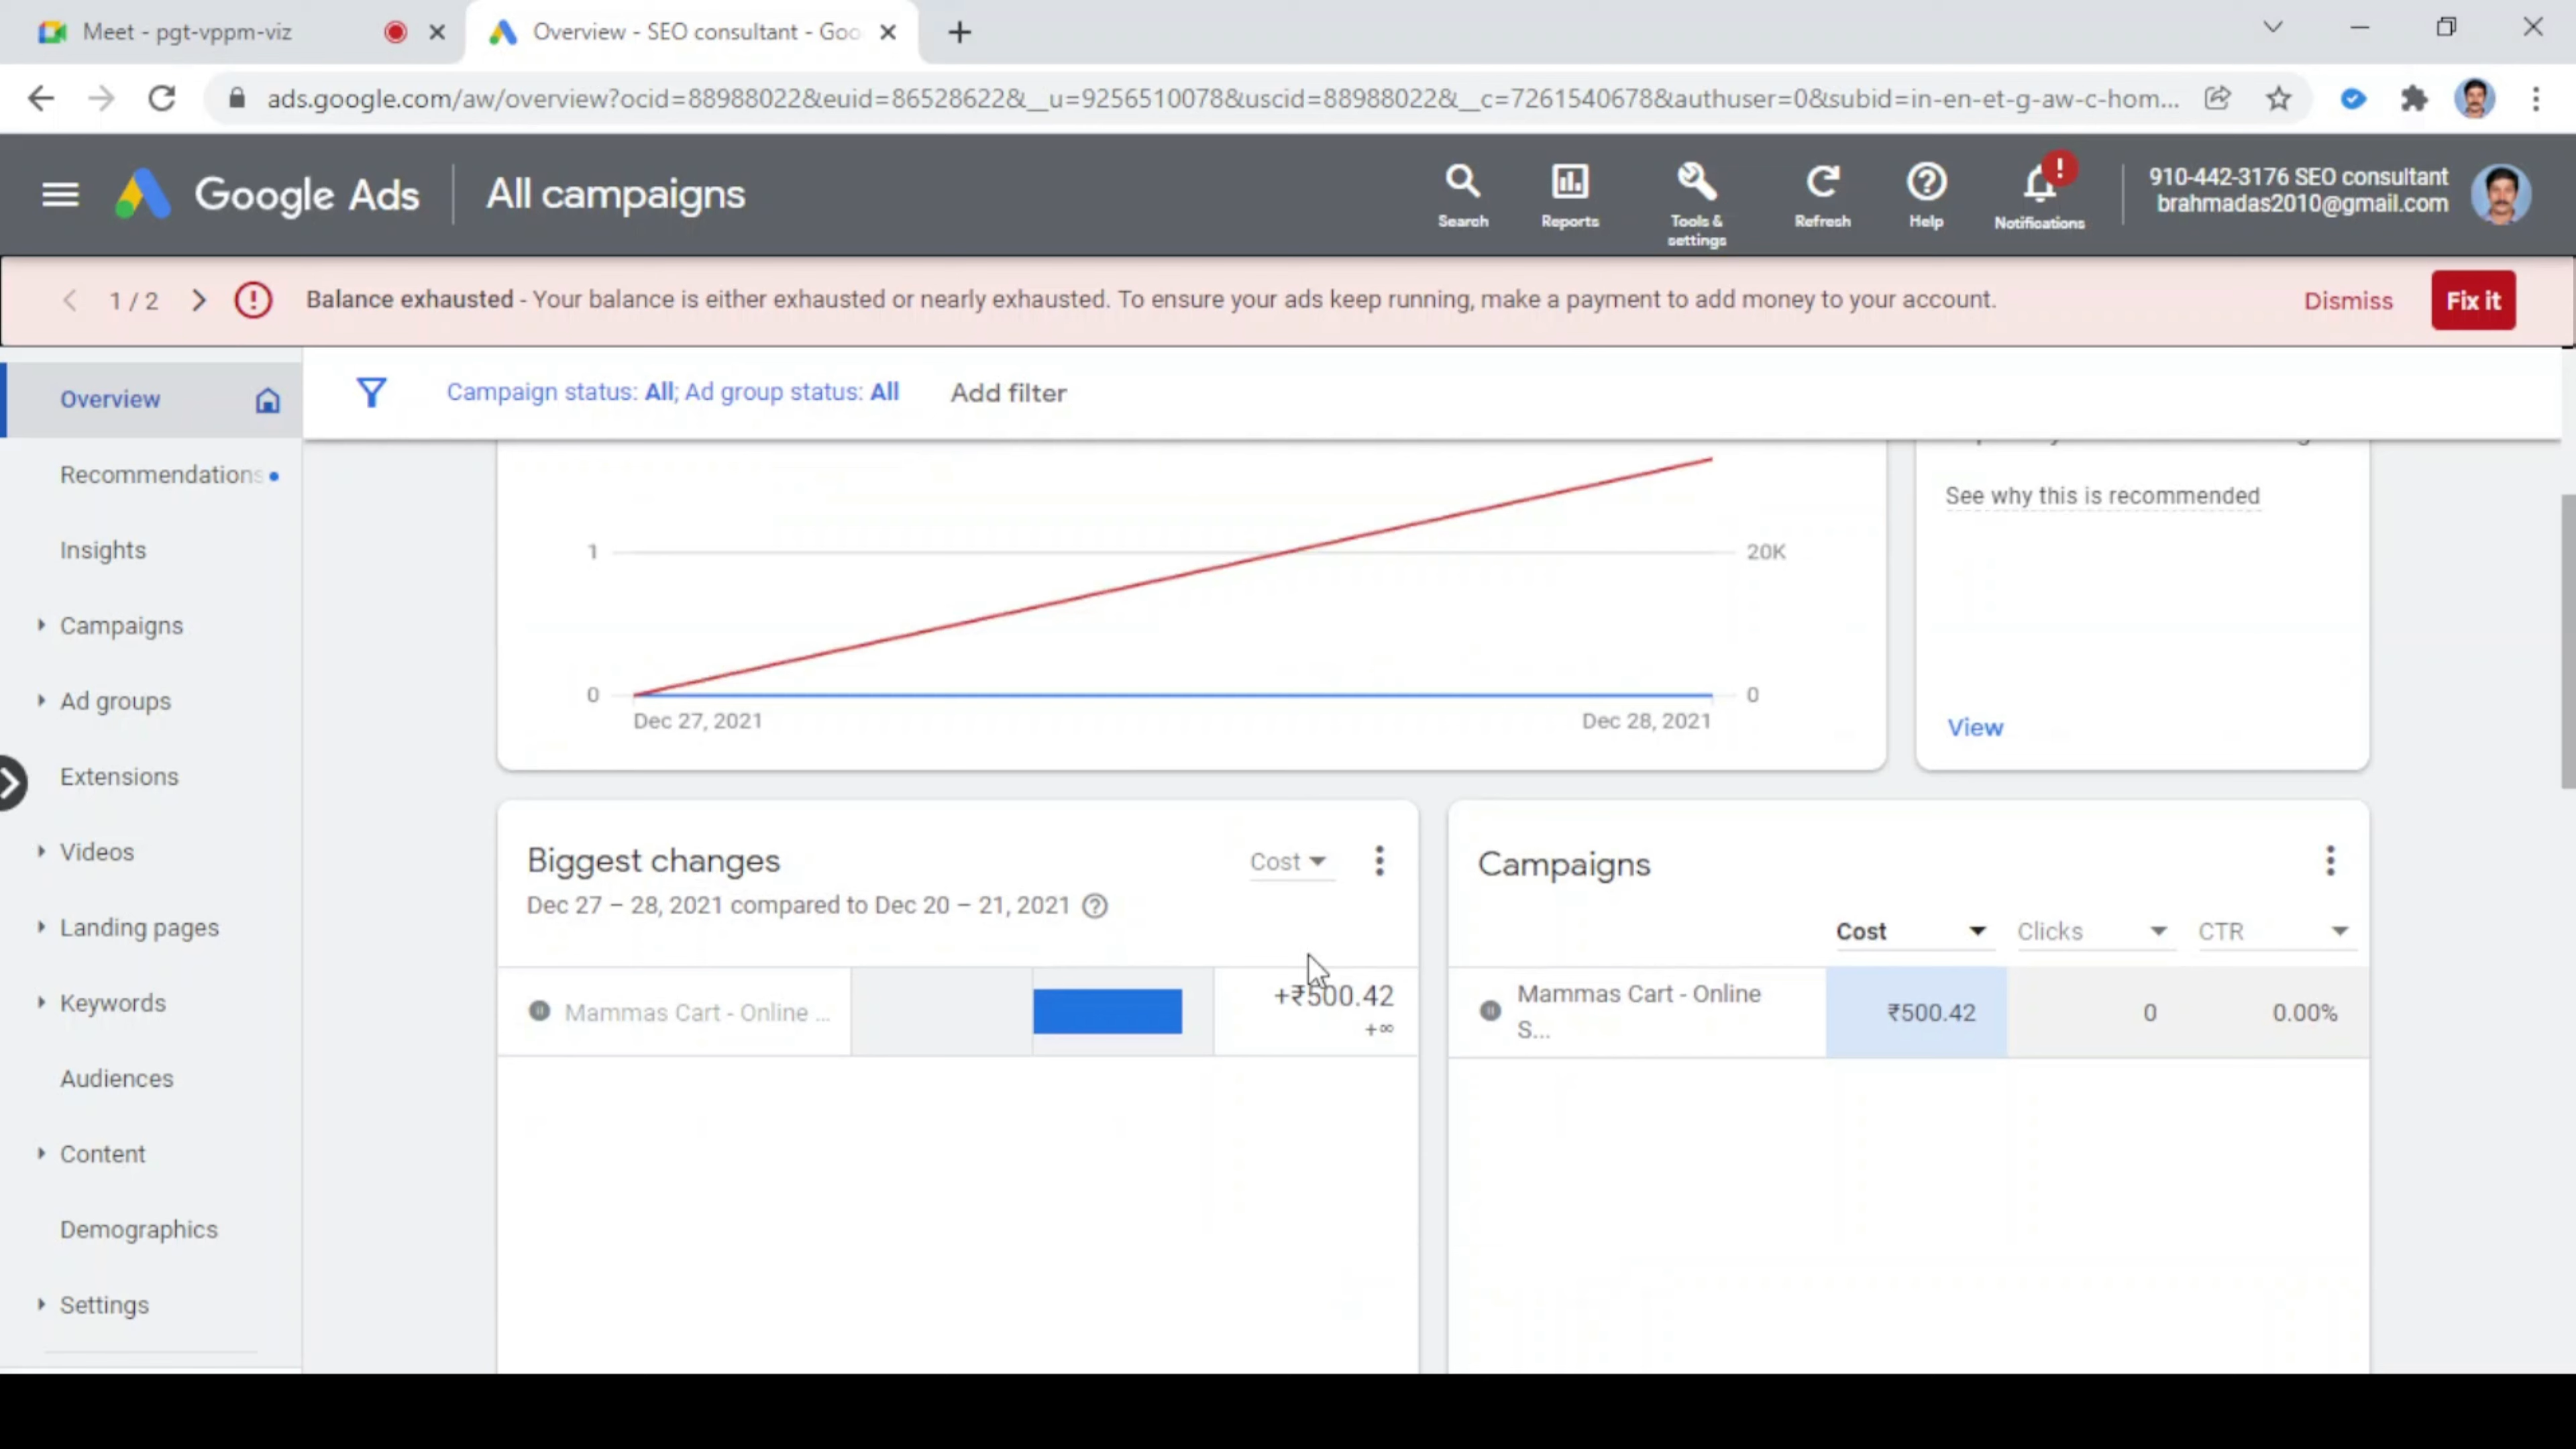 Meet - pgt-vppm-viz
Overview - SEO consultant - Goo
ads.google.com/aw/overview?ocid=88988022&euid=86528622&__u=9256510078&uscid=88988022&__c=7261540678&authuser=0&subid=in-en-et-g-aw-c-hom...
Google Ads
All campaigns
Search
Reports
Tools &
settings
Refresh
Help
Notifications
910-442-3176 SEO consultant
brahmadas2010@gmail.com
1 / 2
Balance exhausted - Your balance is either exhausted or nearly exhausted. To ensure your ads keep running, make a payment to add money to your account.
Dismiss
Fix it
Overview
Campaign status: All; Ad group status: All
Add filter
Recommendations
Insights
Campaigns
Ad groups
Extensions
Videos
Landing pages
Keywords
Audiences
Content
Demographics
Settings
1
20K
0
0
Dec 27, 2021
Dec 28, 2021
See why this is recommended
View
Biggest changes
Cost
Dec 27 – 28, 2021 compared to Dec 20 – 21, 2021
Mammas Cart - Online ...
+₹500.42
+∞
Campaigns
Cost
Clicks
CTR
Mammas Cart - Online
S...
₹500.42
0
0.00%